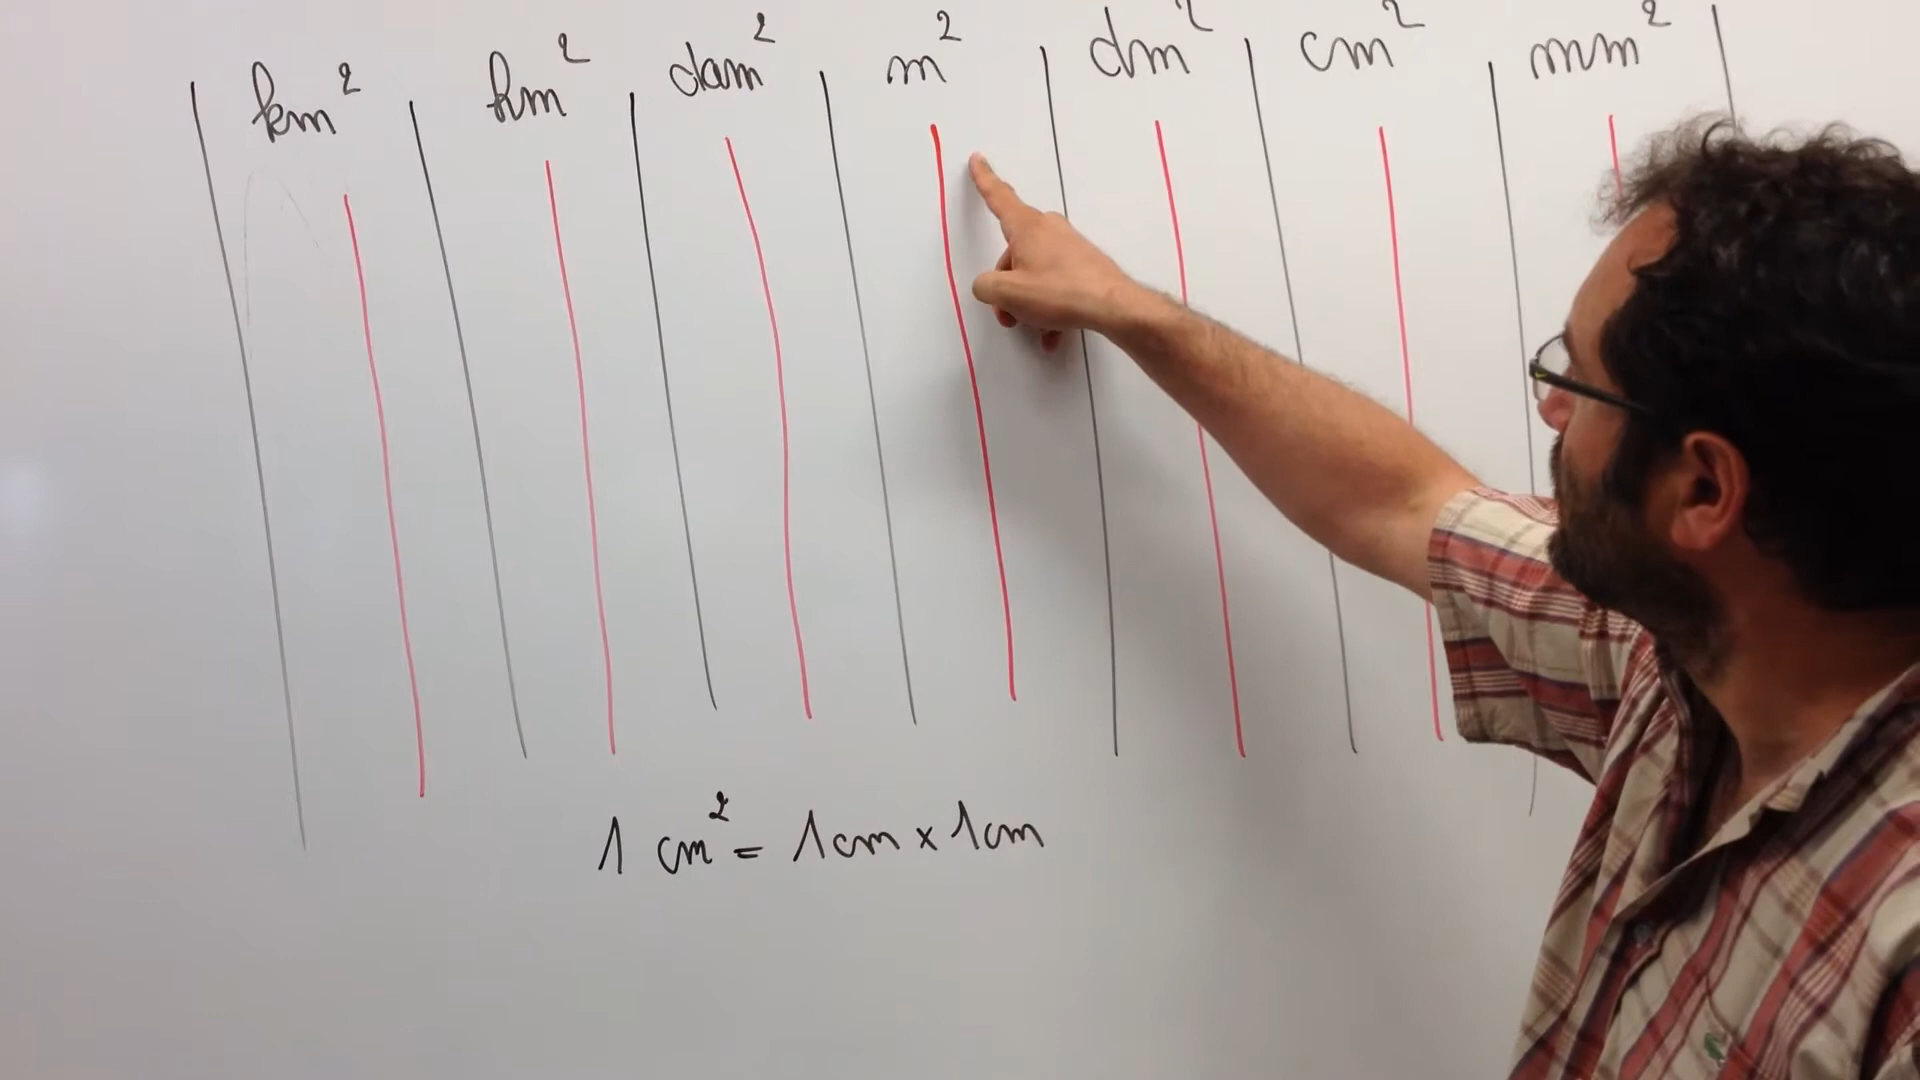 km² hm² dam² m² dm² cm² mm²
1 cm² = 1cm x 1cm